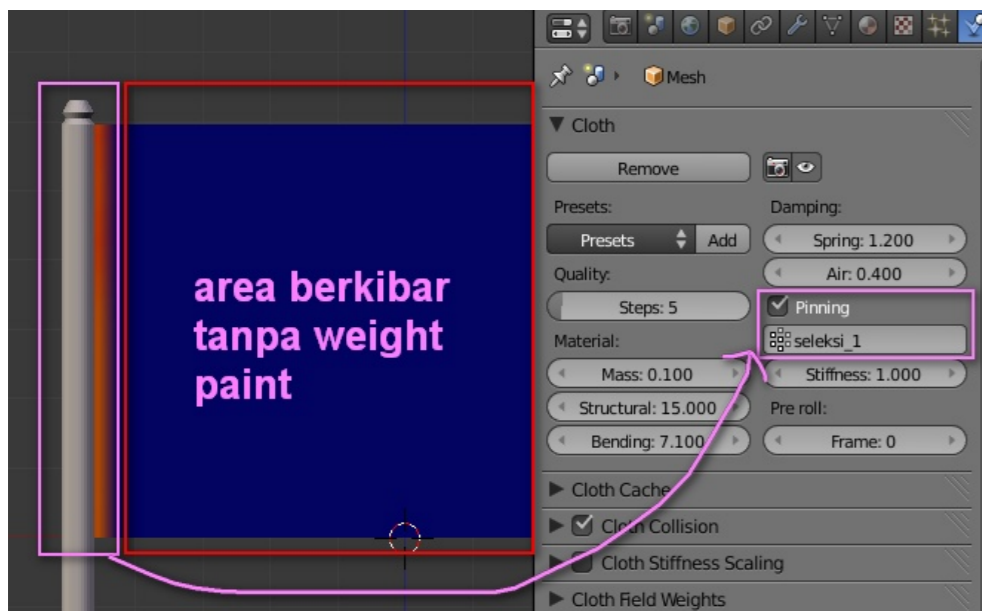 Mesh
Cloth
Remove
Presets:
Damping:
Presets
Add
Spring: 1.200
Quality:
Air: 0.400
Steps: 5
Pinning
Material:
seleksi_1
Mass: 0.100
Stiffness: 1.000
Structural: 15.000
Pre roll:
Bending: 7.100
Frame: 0
Cloth Cache
Cloth Collision
Cloth Stiffness Scaling
Cloth Field Weights
area berkibar
tanpa weight
paint